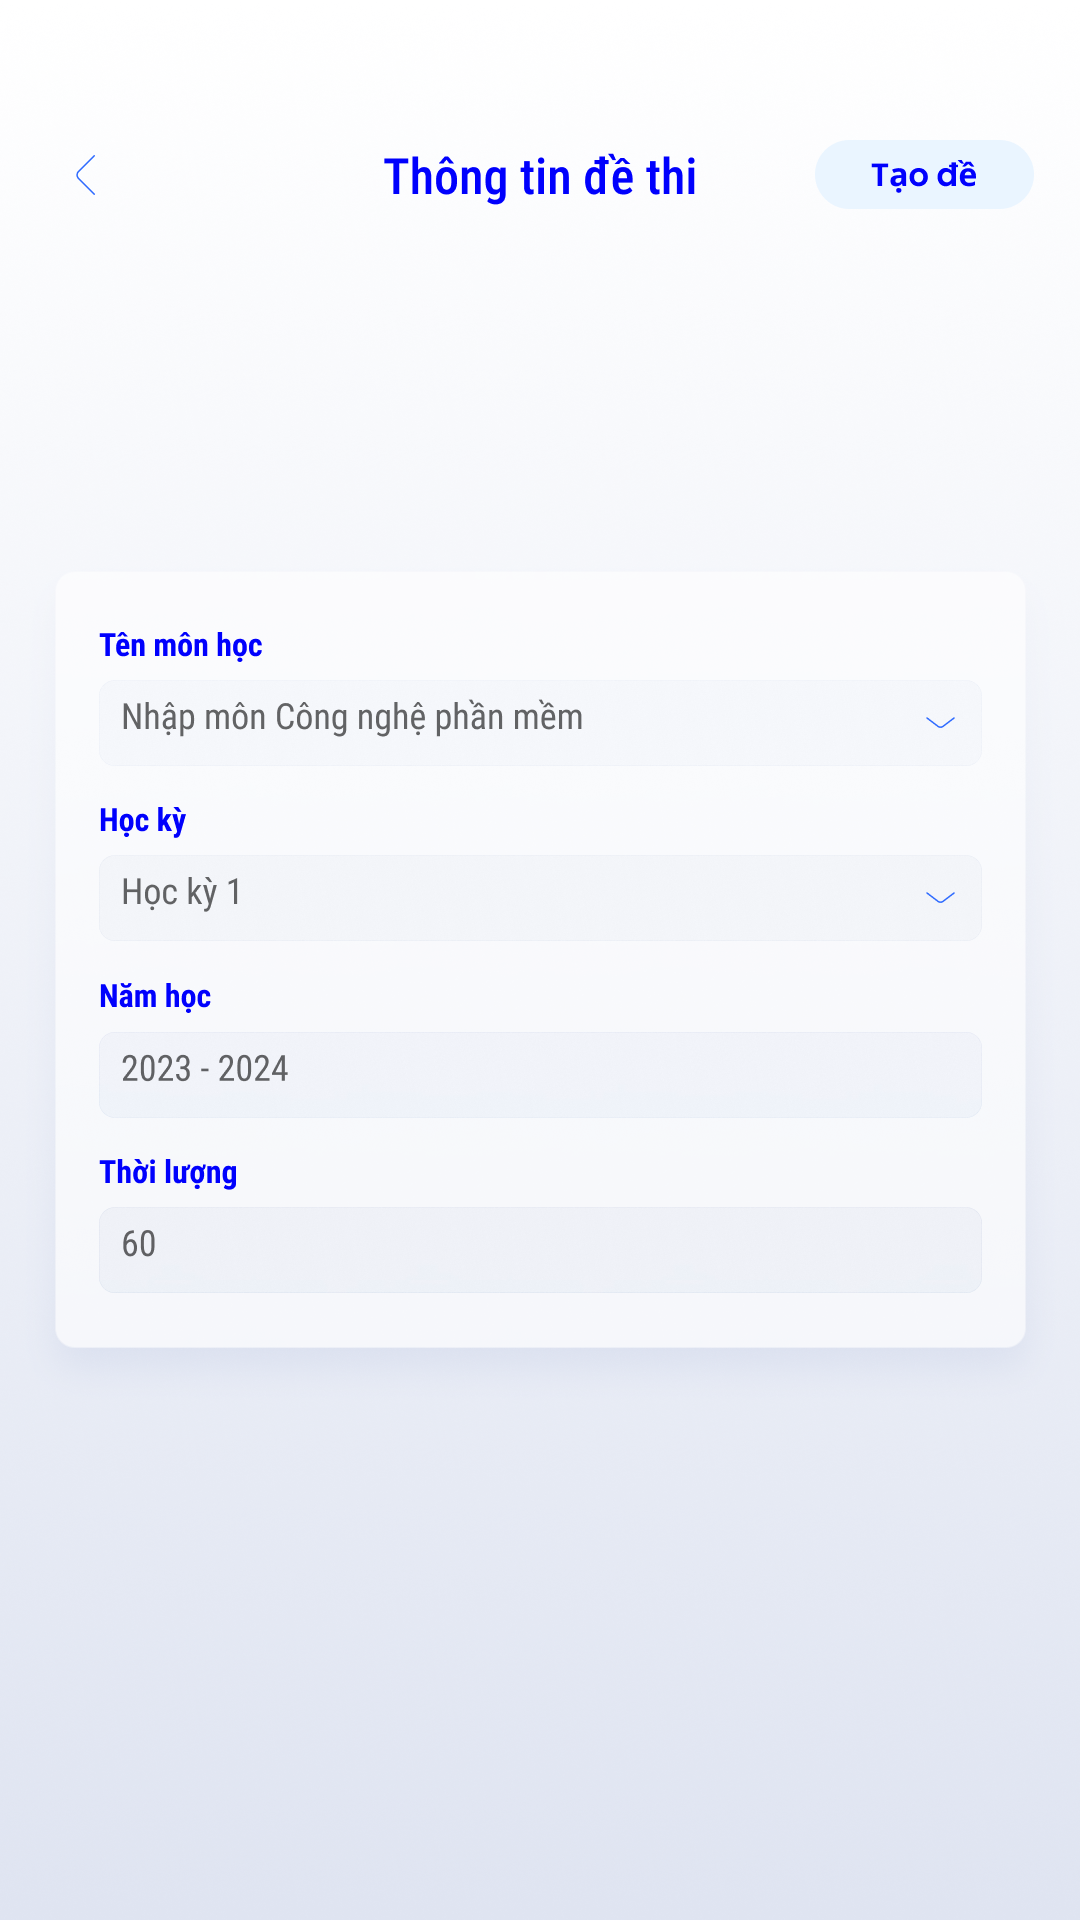 Thông tin đề thi
Tạo đề
Tên môn học
Nhập môn Công nghệ phần mềm
Học kỳ
Học kỳ 1
Năm học
2023 - 2024
Thời lượng
60